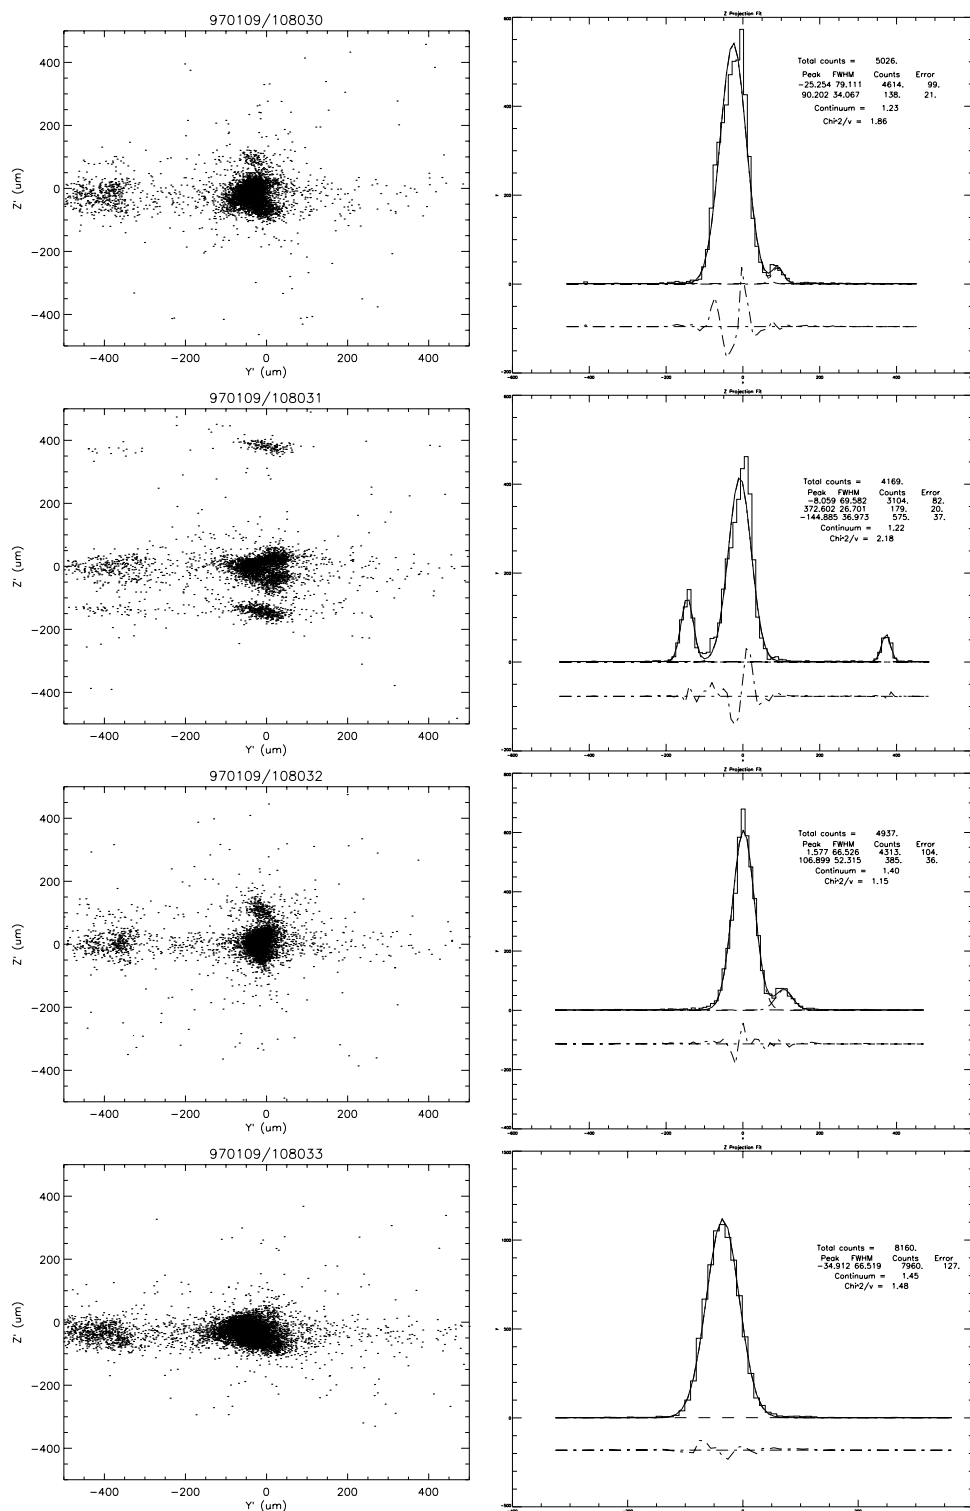 970109/108030
Z' (um)
400
200
0
−200
−400
−400 −200 0 200 400
Y' (um)
Z Projection Fit
Total counts = 5026.
Peak FWHM Counts Error
−25.254 79.111 4614. 99.
90.202 34.067 138. 21.
Continuum = 1.23
Chi^2/v = 1.86
970109/108031
Z' (um)
400
200
0
−200
−400
−400 −200 0 200 400
Y' (um)
Z Projection Fit
Total counts = 4169.
Peak FWHM Counts Error
−8.059 69.582 3104. 82.
372.602 26.701 179. 20.
−144.885 36.973 575. 37.
Continuum = 1.22
Chi^2/v = 2.18
970109/108032
Z' (um)
400
200
0
−200
−400
−400 −200 0 200 400
Y' (um)
Z Projection Fit
Total counts = 4937.
Peak FWHM Counts Error
1.577 66.526 4313. 104.
106.899 52.315 385. 36.
Continuum = 1.40
Chi^2/v = 1.15
970109/108033
Z' (um)
400
200
0
−200
−400
−400 −200 0 200 400
Y' (um)
Z Projection Fit
Total counts = 8160.
Peak FWHM Counts Error
−34.912 66.519 7960. 127.
Continuum = 1.45
Chi^2/v = 1.48